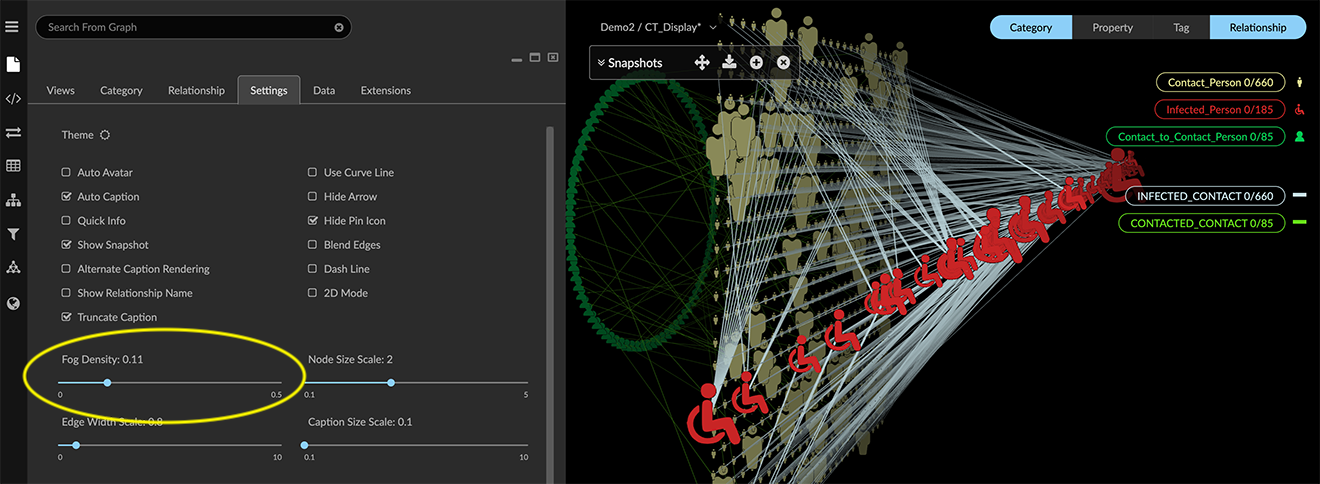 Search From Graph
Views Category Relationship Settings Data Extensions
Theme
Auto Avatar
Auto Caption
Quick Info
Show Snapshot
Alternate Caption Rendering
Show Relationship Name
Truncate Caption
Use Curve Line
Hide Arrow
Hide Pin Icon
Blend Edges
Dash Line
2D Mode
Fog Density: 0.11
0 0.5
Node Size Scale: 2
0.1 5
Edge Width Scale: 0.8
0 10
Caption Size Scale: 0.1
0.1 10
Demo2 / CT_Display*
Snapshots
Category Property Tag Relationship
Contact_Person 0/660
Infected_Person 0/185
Contact_to_Contact_Person 0/85
INFECTED_CONTACT 0/660
CONTACTED_CONTACT 0/85